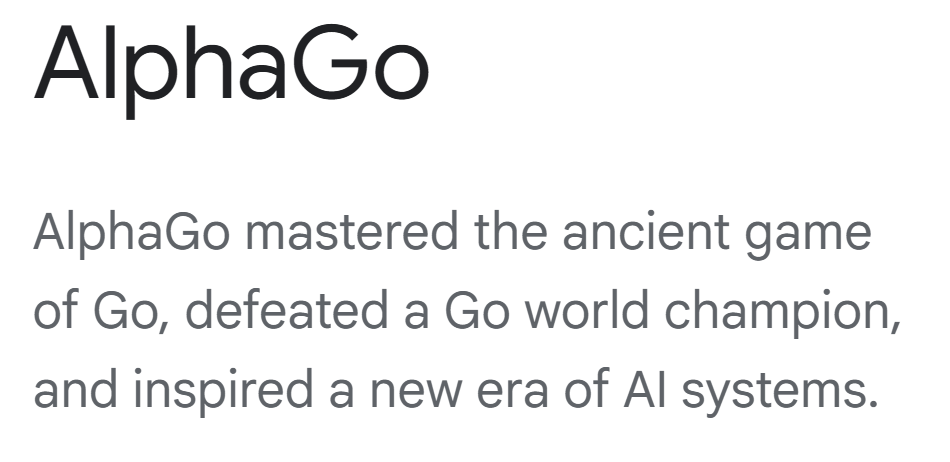 AlphaGo
AlphaGo mastered the ancient game
of Go, defeated a Go world champion,
and inspired a new era of AI systems.